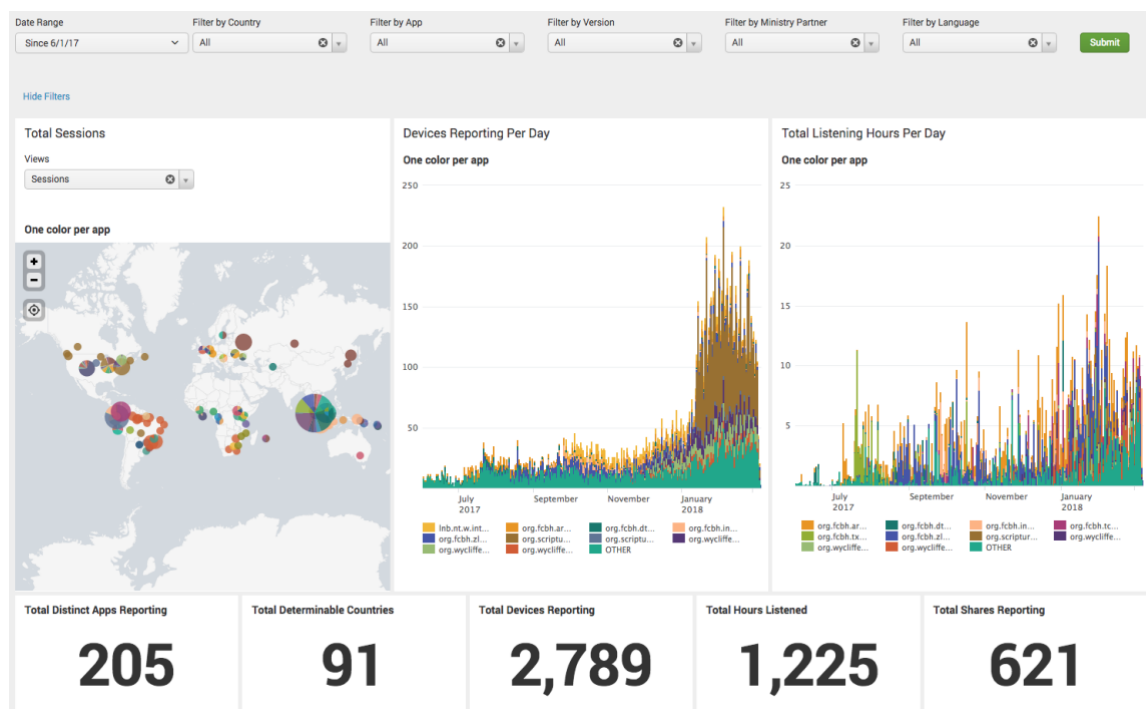 Date Range
Filter by Country
Filter by App
Filter by Version
Filter by Ministry Partner
Filter by Language
Since 6/1/17
All
All
All
All
All
Submit
Hide Filters
Total Sessions
Views
Sessions
One color per app
+
−
Devices Reporting Per Day
One color per app
250
200
150
100
50
July
2017
September
November
January
2018
lnb.nt.w.int...
org.fcbh.ar...
org.fcbh.dt...
org.fcbh.in...
org.fcbh.zl...
org.scriptu...
org.scriptu...
org.wycliffe...
org.wycliffe...
org.wycliffe...
OTHER
Total Listening Hours Per Day
One color per app
25
20
15
10
5
July
2017
September
November
January
2018
org.fcbh.ar...
org.fcbh.dt...
org.fcbh.in...
org.fcbh.tc...
org.fcbh.tx...
org.fcbh.zl...
org.scriptur...
org.wycliffe...
org.wycliffe...
org.wycliffe...
OTHER
Total Distinct Apps Reporting
205
Total Determinable Countries
91
Total Devices Reporting
2,789
Total Hours Listened
1,225
Total Shares Reporting
621